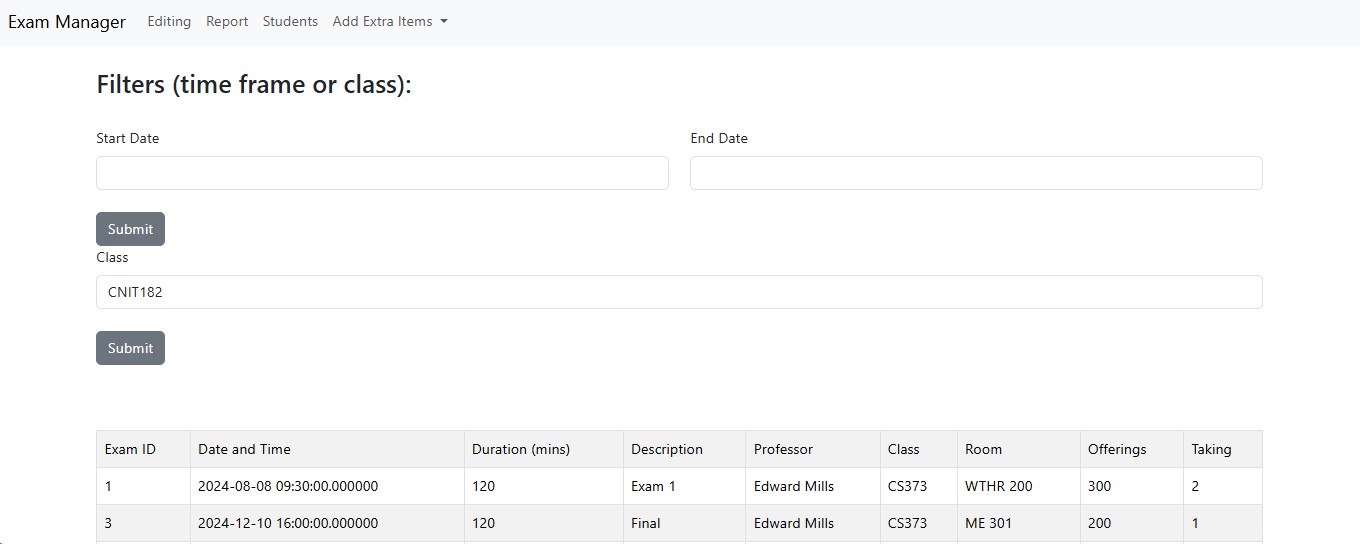 Exam Manager Editing Report Students Add Extra Items
Filters (time frame or class):
Start Date End Date
Submit
Class
CNIT182
Submit
Exam ID Date and Time Duration (mins) Description Professor Class Room Offerings Taking
1 2024-08-08 09:30:00.000000 120 Exam 1 Edward Mills CS373 WTHR 200 300 2
3 2024-12-10 16:00:00.000000 120 Final Edward Mills CS373 ME 301 200 1